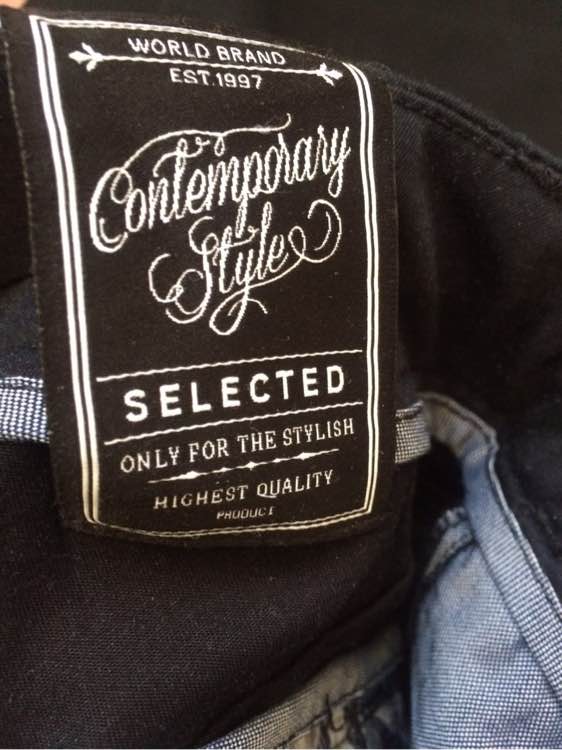 WORLD BRAND
EST.1997
Contemporary
Style
SELECTED
ONLY FOR THE STYLISH
HIGHEST QUALITY
PRODUCT